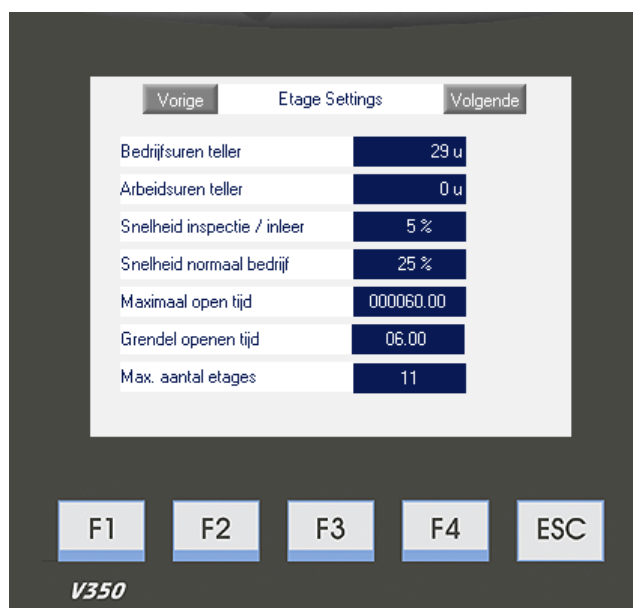 Vorige Etage Settings Volgende
Bedrijfsuren teller 29 u
Arbeidsuren teller 0 u
Snelheid inspectie / inleer 5 %
Snelheid normaal bedrijf 25 %
Maximaal open tijd 000060.00
Grendel openen tijd 06.00
Max. aantal etages 11
F1 F2 F3 F4 ESC
V350